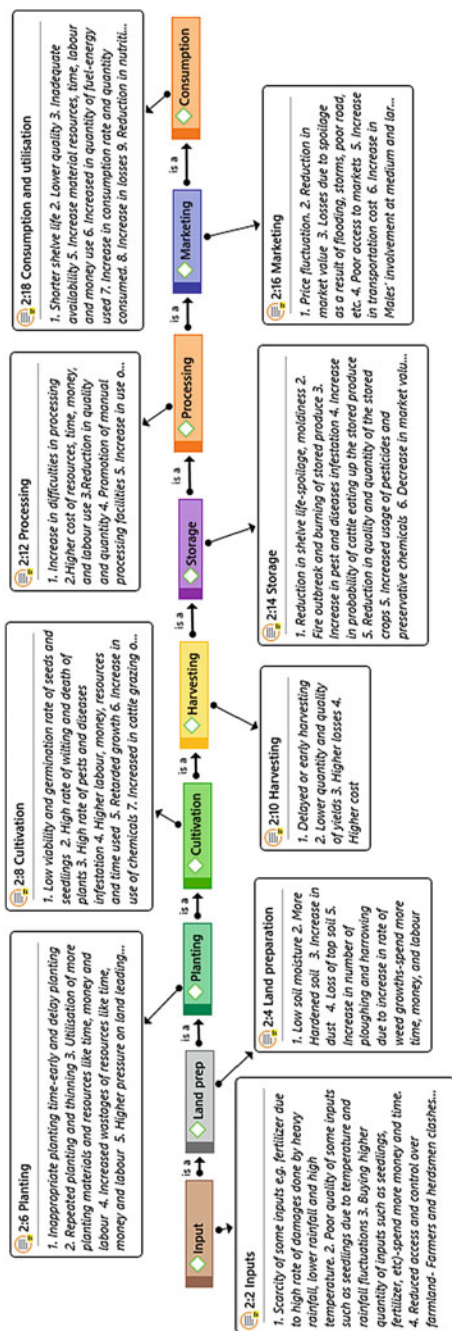 2:6 Planting
1. Inappropriate planting time-early and delay planting
2. Repeated planting and thinning 3. Utilisation of more
planting materials and resources like time, money and
labour 4. Increased wastages of resources like time,
money and labour 5. Higher pressure on land leading...
2:8 Cultivation
1. Low viability and germination rate of seeds and
seedlings 2. High rate of wilting and death of
plants 3. High rate of pests and diseases
infestation 4. Higher labour, money, resources
and time used 5. Retarded growth 6. Increase in
use of chemicals 7. Increased in cattle grazing o...
2:12 Processing
1. Increase in difficulties in processing
2.Higher cost of resources, time, money,
and labour use 3.Reduction in quality
and quantity 4. Promotion of manual
processing facilities 5. Increase in use o...
2:18 Consumption and utilisation
1. Shorter shelve life 2. Lower quality 3. Inadequate
availability 5. Increase material resources, time, labour
and money use 6. Increased in quantity of fuel-energy
used 7. Increase in consumption rate and quantity
consumed. 8. Increase in losses 9. Reduction in nutriti...
Input
is a
Land prep
is a
Planting
is a
Cultivation
is a
Harvesting
is a
Storage
is a
Processing
is a
Marketing
is a
Consumption
2:2 Inputs
1. Scarcity of some inputs e.g. fertilizer due
to high rate of damages done by heavy
rainfall, lower rainfall and high
temperature. 2. Poor quality of some inputs
such as seedlings due to temperature and
rainfall fluctuations 3. Buying higher
quantity of inputs such as seedlings,
fertilizer, etc)-spend more money and time.
4. Reduced access and control over
farmland- Farmers and herdsmen clashes...
2:4 Land preparation
1. Low soil moisture 2. More
Hardened soil 3. Increase in
dust 4. Loss of top soil 5.
Increase in number of
ploughing and harrowing
due to increase in rate of
weed growths-spend more
time, money, and labour
2:10 Harvesting
1. Delayed or early harvesting
2. Lower quantity and quality
of yields 3. Higher losses 4.
Higher cost
2:14 Storage
1. Reduction in shelve life-spoilage, moldiness 2.
Fire outbreak and burning of stored produce 3.
Increase in pest and diseases infestation 4. Increase
in probability of cattle eating up the stored produce
5. Reduction in quality and quantity of the stored
crops 5. Increased usage of pesticides and
preservative chemicals 6. Decrease in market valu...
2:16 Marketing
1. Price fluctuation. 2. Reduction in
market value 3. Losses due to spoilage
as a result of flooding, storms, poor road,
etc. 4. Poor access to markets 5. Increase
in transportation cost 6. Increase in
Males' involvement at medium and lar...